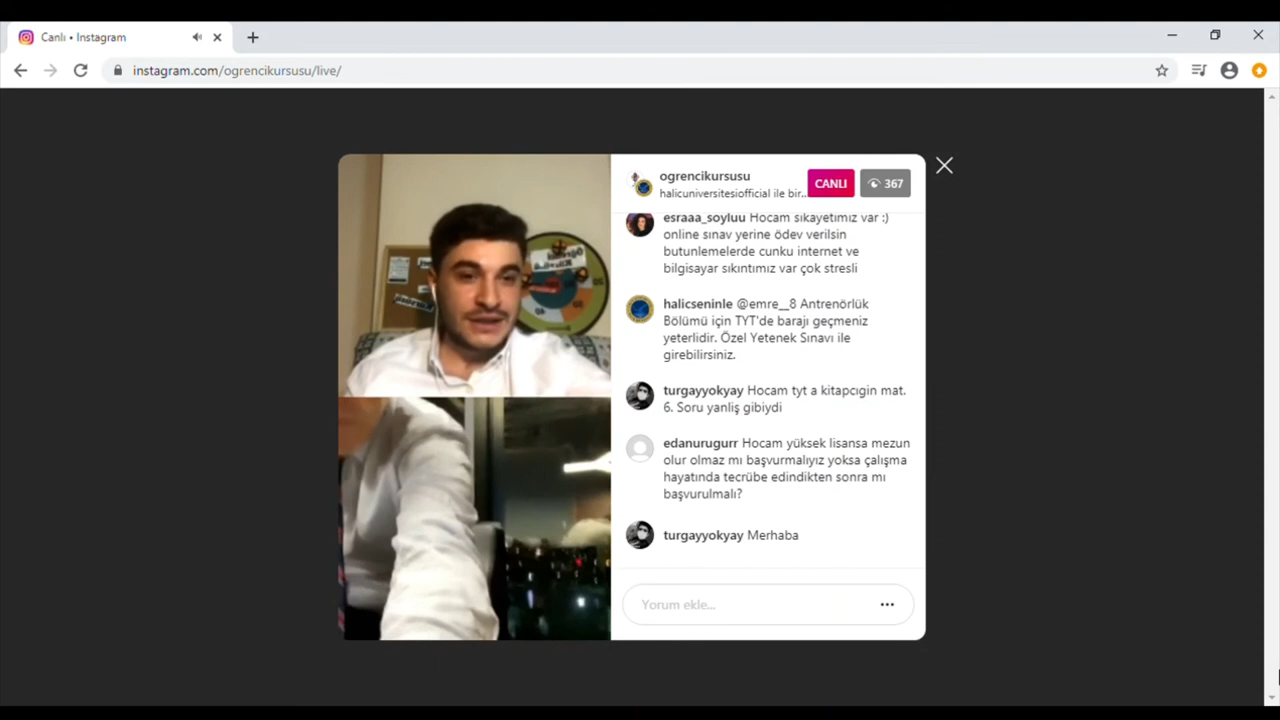 Canlı • Instagram
instagram.com/ogrencikursusu/live/
ogrencikursusu
halicuniversitesiofficial ile bir...
CANLI
367
esraaa_soyluu Hocam sıkayetımız var :)
online sınav yerine ödev verilsin
butunlemelerde cunku internet ve
bilgisayar sıkıntımız var çok stresli
halicseninle @emre__8 Antrenörlük
Bölümü için TYT'de barajı geçmeniz
yeterlidir. Özel Yetenek Sınavı ile
girebilirsiniz.
turgayyokyay Hocam tyt a kitapcıgin mat.
6. Soru yanliş gibiydi
edanurugurr Hocam yüksek lisansa mezun
olur olmaz mı başvurmalıyız yoksa çalışma
hayatında tecrübe edindikten sonra mı
başvurulmalı?
turgayyokyay Merhaba
Yorum ekle...